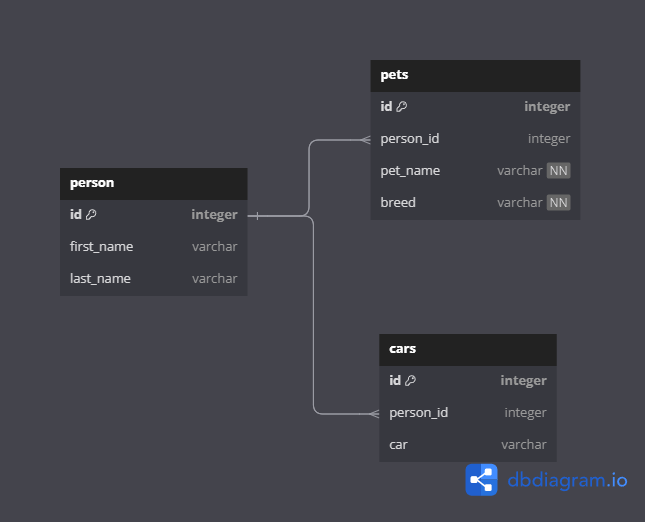 pets
id integer
person_id integer
pet_name varchar NN
breed varchar NN
person
id integer
first_name varchar
last_name varchar
cars
id integer
person_id integer
car varchar
dbdiagram.io